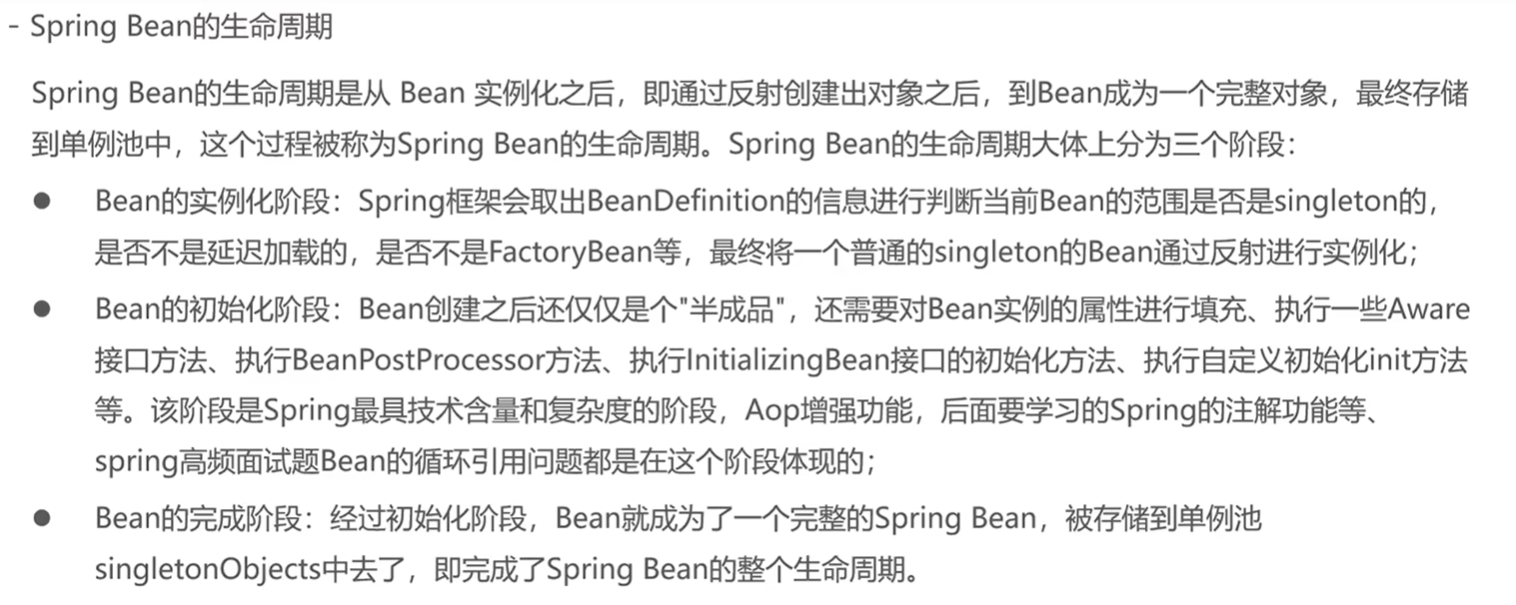 - Spring Bean的生命周期
Spring Bean的生命周期是从 Bean 实例化之后，即通过反射创建出对象之后，到Bean成为一个完整对象，最终存储
到单例池中，这个过程被称为Spring Bean的生命周期。Spring Bean的生命周期大体上分为三个阶段：
● Bean的实例化阶段：Spring框架会取出BeanDefinition的信息进行判断当前Bean的范围是否是singleton的，
是否不是延迟加载的，是否不是FactoryBean等，最终将一个普通的singleton的Bean通过反射进行实例化；
● Bean的初始化阶段：Bean创建之后还仅仅是个"半成品"，还需要对Bean实例的属性进行填充、执行一些Aware
接口方法、执行BeanPostProcessor方法、执行InitializingBean接口的初始化方法、执行自定义初始化init方法
等。该阶段是Spring最具技术含量和复杂度的阶段，Aop增强功能，后面要学习的Spring的注解功能等、
spring高频面试题Bean的循环引用问题都是在这个阶段体现的；
● Bean的完成阶段：经过初始化阶段，Bean就成为了一个完整的Spring Bean，被存储到单例池
singletonObjects中去了，即完成了Spring Bean的整个生命周期。